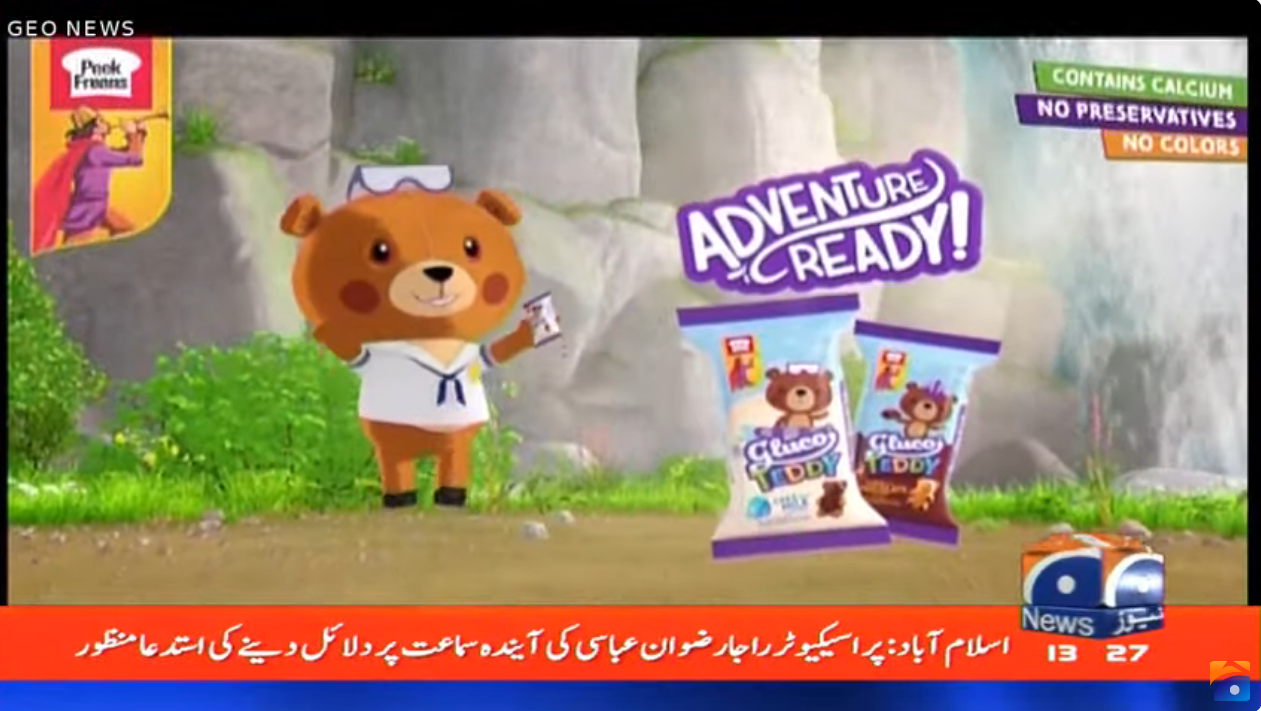 GEO NEWS
Peek
Freans
CONTAINS CALCIUM
NO PRESERVATIVES
NO COLORS
ADVENTURE
READY!
Gluco
TEDDY
Gluco
TEDDY
News نیوز
اسلام آباد: پراسیکیوٹر راجا رضوان عباسی کی آیندہ سماعت پر دلائل دینے کی استدعا منظور
13 27